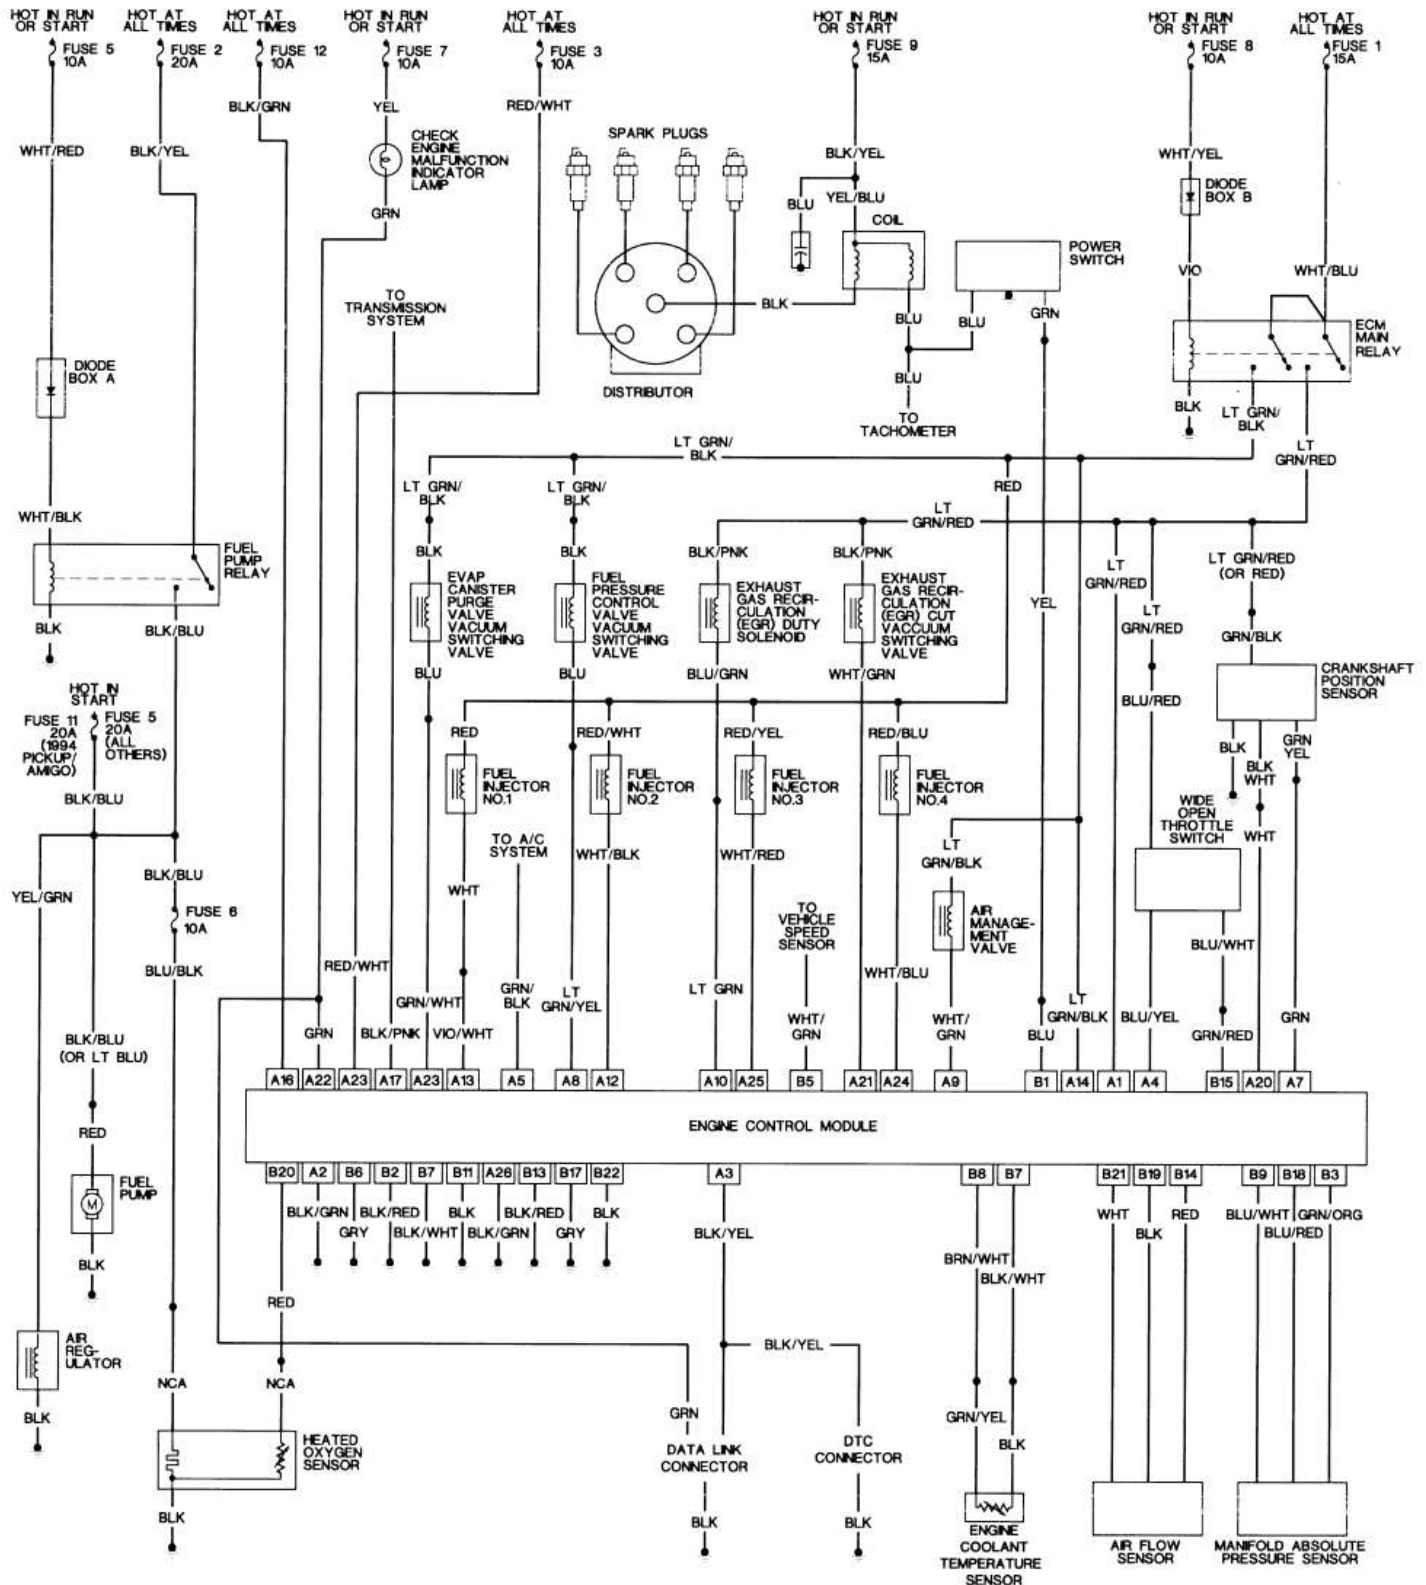 HOT IN RUN
OR START
FUSE 5
10A
HOT AT
ALL TIMES
FUSE 2
20A
HOT AT
ALL TIMES
FUSE 12
10A
HOT IN RUN
OR START
FUSE 7
10A
HOT AT
ALL TIMES
FUSE 3
10A
HOT IN RUN
OR START
FUSE 9
15A
HOT IN RUN
OR START
FUSE 8
10A
HOT AT
ALL TIMES
FUSE 1
15A
WHT/RED
BLK/YEL
BLK/GRN
YEL
RED/WHT
CHECK
ENGINE
MALFUNCTION
INDICATOR
LAMP
GRN
SPARK PLUGS
BLK/YEL
BLU
YEL/BLU
COIL
POWER
SWITCH
WHT/YEL
DIODE
BOX B
VIO
WHT/BLU
TO
TRANSMISSION
SYSTEM
BLK
BLU
BLU
GRN
ECM
MAIN
RELAY
DIODE
BOX A
DISTRIBUTOR
BLU
TO
TACHOMETER
BLK
LT GRN/
BLK
LT
GRN/RED
LT GRN/
BLK
LT GRN/
BLK
LT GRN/
BLK
RED
LT
GRN/RED
WHT/BLK
FUEL
PUMP
RELAY
BLK
BLK/BLU
BLK
EVAP
CANISTER
PURGE
VALVE
VACUUM
SWITCHING
VALVE
BLU
BLK
FUEL
PRESSURE
CONTROL
VALVE
VACUUM
SWITCHING
VALVE
BLU
BLK/PNK
EXHAUST
GAS RECIR-
CULATION
(EGR) DUTY
SOLENOID
BLU/GRN
BLK/PNK
EXHAUST
GAS RECIR-
CULATION
(EGR) CUT
VACCUUM
SWITCHING
VALVE
WHT/GRN
YEL
LT
GRN/RED
LT
GRN/RED
BLU/RED
LT GRN/RED
(OR RED)
GRN/BLK
CRANKSHAFT
POSITION
SENSOR
BLK
BLK
WHT
GRN
YEL
HOT IN
START
FUSE 11
20A
(1994
PICKUP/
AMIGO)
FUSE 5
20A
(ALL
OTHERS)
BLK/BLU
RED
FUEL
INJECTOR
NO.1
RED/WHT
FUEL
INJECTOR
NO.2
RED/YEL
FUEL
INJECTOR
NO.3
RED/BLU
FUEL
INJECTOR
NO.4
WIDE
OPEN
THROTTLE
SWITCH
WHT
TO A/C
SYSTEM
WHT/BLK
WHT/RED
LT
GRN/BLK
BLK/BLU
YEL/GRN
FUSE 6
10A
WHT
TO
VEHICLE
SPEED
SENSOR
AIR
MANAGE-
MENT
VALVE
BLU/WHT
BLU/BLK
RED/WHT
WHT/BLU
GRN/WHT
GRN/
BLK
LT
GRN/YEL
LT GRN
WHT/
GRN
WHT/
GRN
LT
GRN/BLK
BLU/YEL
GRN/RED
GRN
GRN
BLK/PNK
VIO/WHT
BLU
BLK/BLU
(OR LT BLU)
A16 A22 A23 A17 A23 A13 A5 A8 A12 A10 A25 B5 A21 A24 A9 B1 A14 A1 A4 B15 A20 A7
ENGINE CONTROL MODULE
B20 A2 B6 B2 B7 B11 A26 B13 B17 B22 A3 B8 B7 B21 B19 B14 B9 B18 B3
RED
FUEL
PUMP
M
BLK
BLK/GRN
GRY
BLK/RED
BLK/WHT
BLK
BLK/GRN
BLK/RED
GRY
BLK
BLK/YEL
BRN/WHT
BLK/WHT
WHT
BLK
RED
BLU/WHT
BLU/RED
GRN/ORG
RED
AIR
REG-
ULATOR
BLK
NCA
NCA
BLK/YEL
GRN
GRN/YEL
BLK
HEATED
OXYGEN
SENSOR
BLK
DATA LINK
CONNECTOR
BLK
DTC
CONNECTOR
BLK
ENGINE
COOLANT
TEMPERATURE
SENSOR
AIR FLOW
SENSOR
MANIFOLD ABSOLUTE
PRESSURE SENSOR